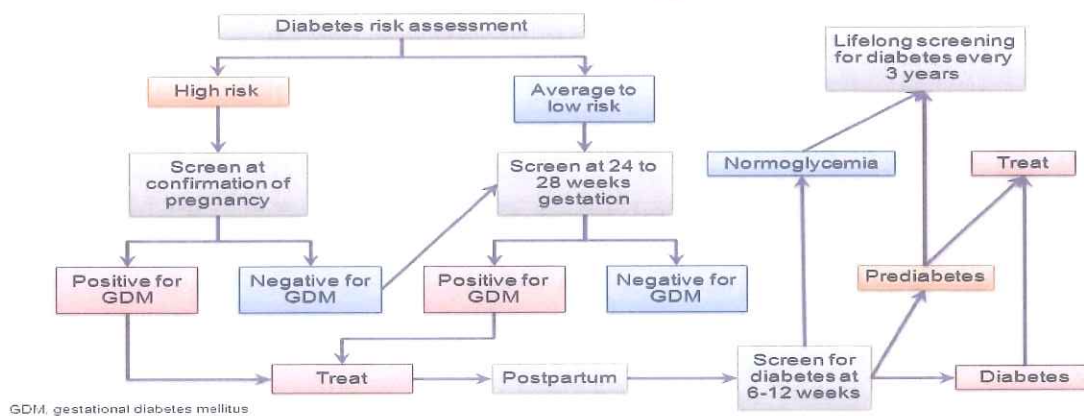 Diabetes risk assessment
High risk
Average to
low risk
Screen at
confirmation of
pregnancy
Screen at 24 to
28 weeks
gestation
Positive for
GDM
Negative for
GDM
Positive for
GDM
Negative for
GDM
Treat
Postpartum
Screen for
diabetes at
6-12 weeks
Lifelong screening
for diabetes every
3 years
Normoglycemia
Treat
Prediabetes
Diabetes
GDM, gestational diabetes mellitus